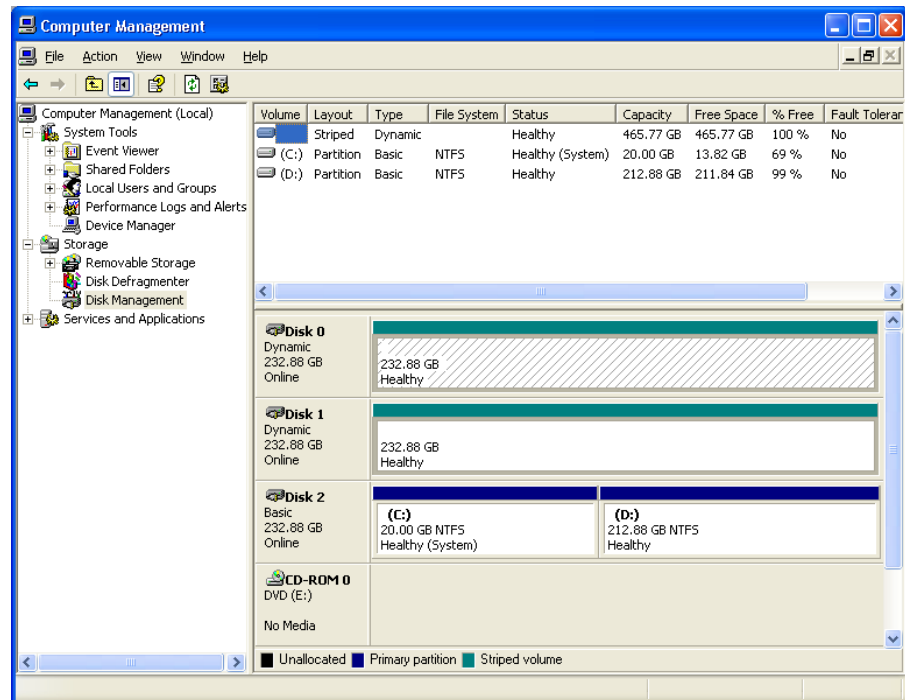 Computer Management
File Action View Window Help
Computer Management (Local)
System Tools
Event Viewer
Shared Folders
Local Users and Groups
Performance Logs and Alerts
Device Manager
Storage
Removable Storage
Disk Defragmenter
Disk Management
Services and Applications
Volume Layout Type File System Status Capacity Free Space % Free Fault Toleran
Striped Dynamic Healthy 465.77 GB 465.77 GB 100 % No
(C:) Partition Basic NTFS Healthy (System) 20.00 GB 13.82 GB 69 % No
(D:) Partition Basic NTFS Healthy 212.88 GB 211.84 GB 99 % No
Disk 0
Dynamic
232.88 GB
Online
232.88 GB
Healthy
Disk 1
Dynamic
232.88 GB
Online
232.88 GB
Healthy
Disk 2
Basic
232.88 GB
Online
(C:)
20.00 GB NTFS
Healthy (System)
(D:)
212.88 GB NTFS
Healthy
CD-ROM 0
DVD (E:)
No Media
Unallocated Primary partition Striped volume